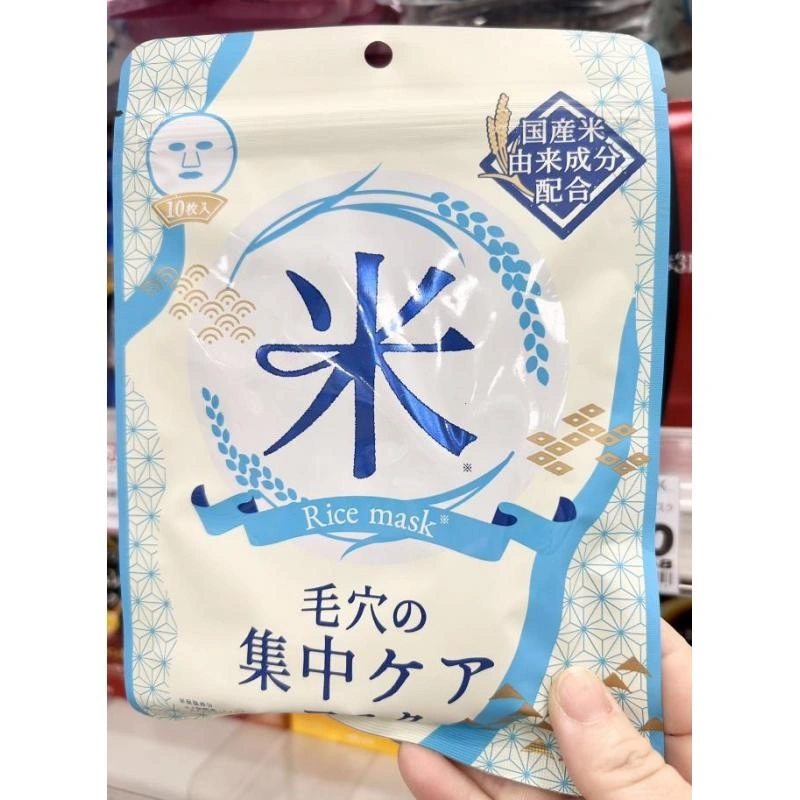 国産米
由来成分
配合
10枚入
米※
Rice mask※
毛穴の
集中ケア